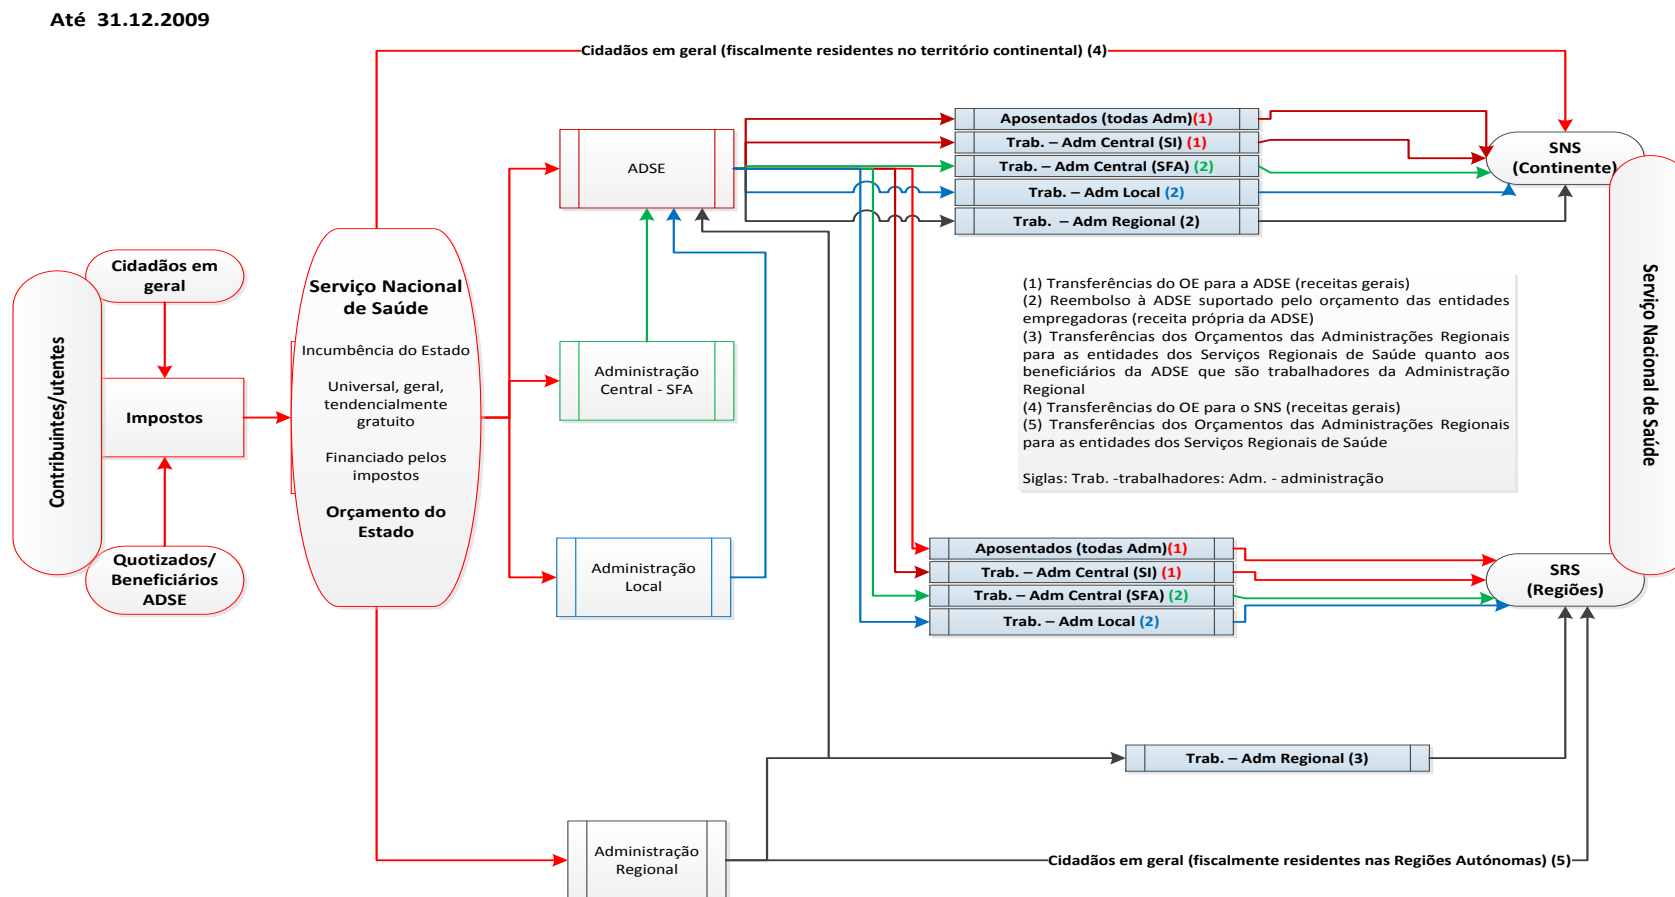 Até 31.12.2009
Cidadãos em geral (fiscalmente residentes no território continental) (4)
Contribuintes/utentes
Cidadãos em
geral
Impostos
Quotizados/
Beneficiários
ADSE
Serviço Nacional
de Saúde
Incumbência do Estado
Universal, geral,
tendencialmente
gratuito
Financiado pelos
impostos
Orçamento do
Estado
ADSE
Administração
Central - SFA
Administração
Local
Administração
Regional
Aposentados (todas Adm)(1)
Trab. – Adm Central (SI) (1)
Trab. – Adm Central (SFA) (2)
Trab. – Adm Local (2)
Trab. – Adm Regional (2)
SNS
(Continente)
Serviço Nacional de Saúde
(1) Transferências do OE para a ADSE (receitas gerais)
(2) Reembolso à ADSE suportado pelo orçamento das entidades
empregadoras (receita própria da ADSE)
(3) Transferências dos Orçamentos das Administrações Regionais
para as entidades dos Serviços Regionais de Saúde quanto aos
beneficiários da ADSE que são trabalhadores da Administração
Regional
(4) Transferências do OE para o SNS (receitas gerais)
(5) Transferências dos Orçamentos das Administrações Regionais
para as entidades dos Serviços Regionais de Saúde
Siglas: Trab. -trabalhadores: Adm. - administração
Aposentados (todas Adm)(1)
Trab. – Adm Central (SI) (1)
Trab. – Adm Central (SFA) (2)
Trab. – Adm Local (2)
SRS
(Regiões)
Trab. – Adm Regional (3)
Cidadãos em geral (fiscalmente residentes nas Regiões Autónomas) (5)